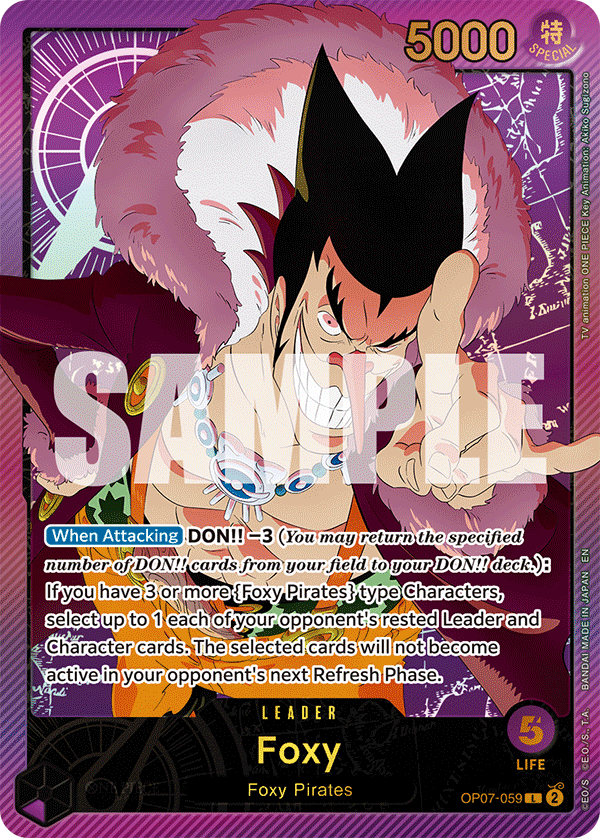 5000
特
SPECIAL
TV animation ONE PIECE Key Animation: Akiko Sugizono
SAMPLE
When Attacking DON!! −3 (You may return the specified
number of DON!! cards from your field to your DON!! deck.):
If you have 3 or more {Foxy Pirates} type Characters,
select up to 1 each of your opponent's rested Leader and
Character cards. The selected cards will not become
active in your opponent's next Refresh Phase.
©E.O./S. ©E.O./S., T.A. BANDAI MADE IN JAPAN EN
LEADER
5
LIFE
Foxy
Foxy Pirates
OP07-059 L 2